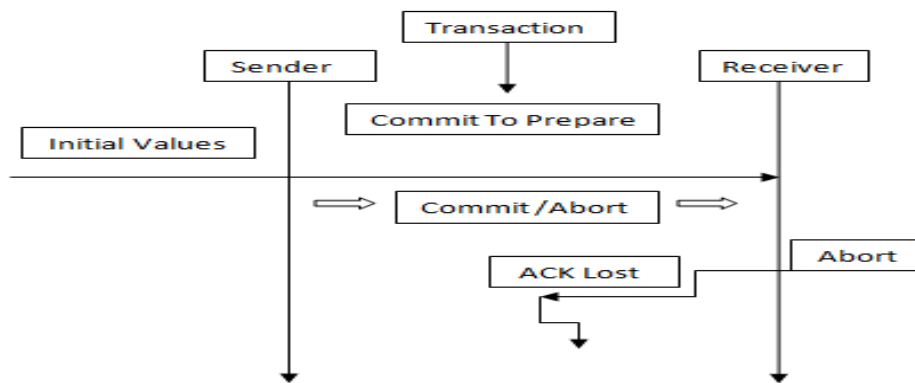 Transaction
Sender
Receiver
Commit To Prepare
Initial Values
Commit /Abort
Abort
ACK Lost